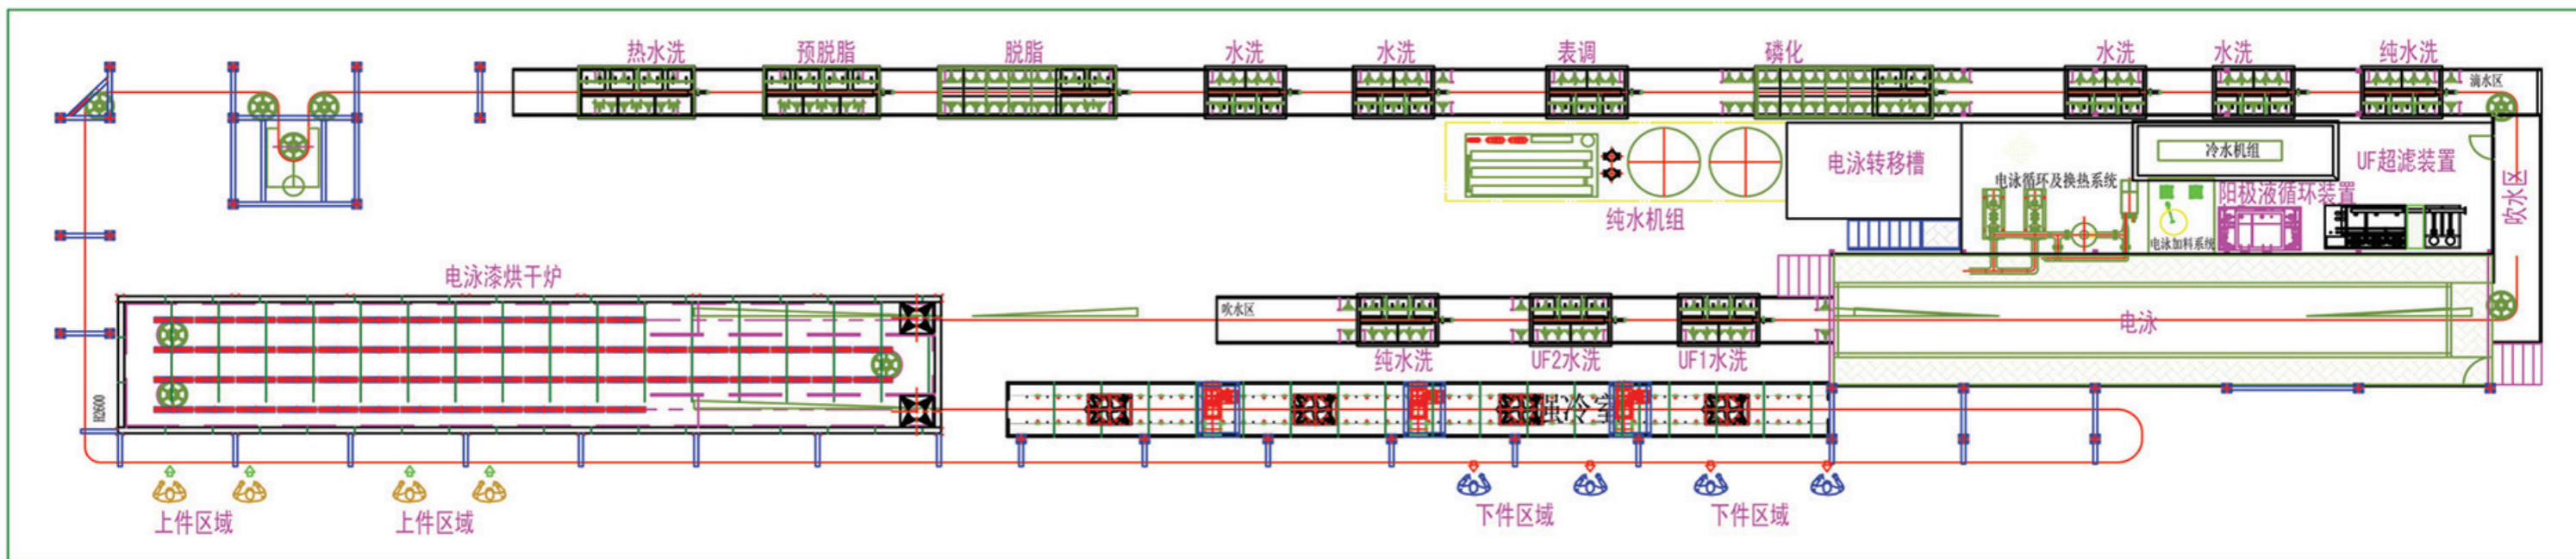 热水洗
预脱脂
脱脂
水洗
水洗
表调
磷化
水洗
水洗
纯水洗
滴水区
电泳转移槽
冷水机组
UF超滤装置
电泳循环及换热系统
阳极液循环装置
吹水区
纯水机组
电泳加料系统
电泳漆烘干炉
吹水区
电泳
纯水洗
UF2水洗
UF1水洗
H2600
强冷室
上件区域
上件区域
下件区域
下件区域